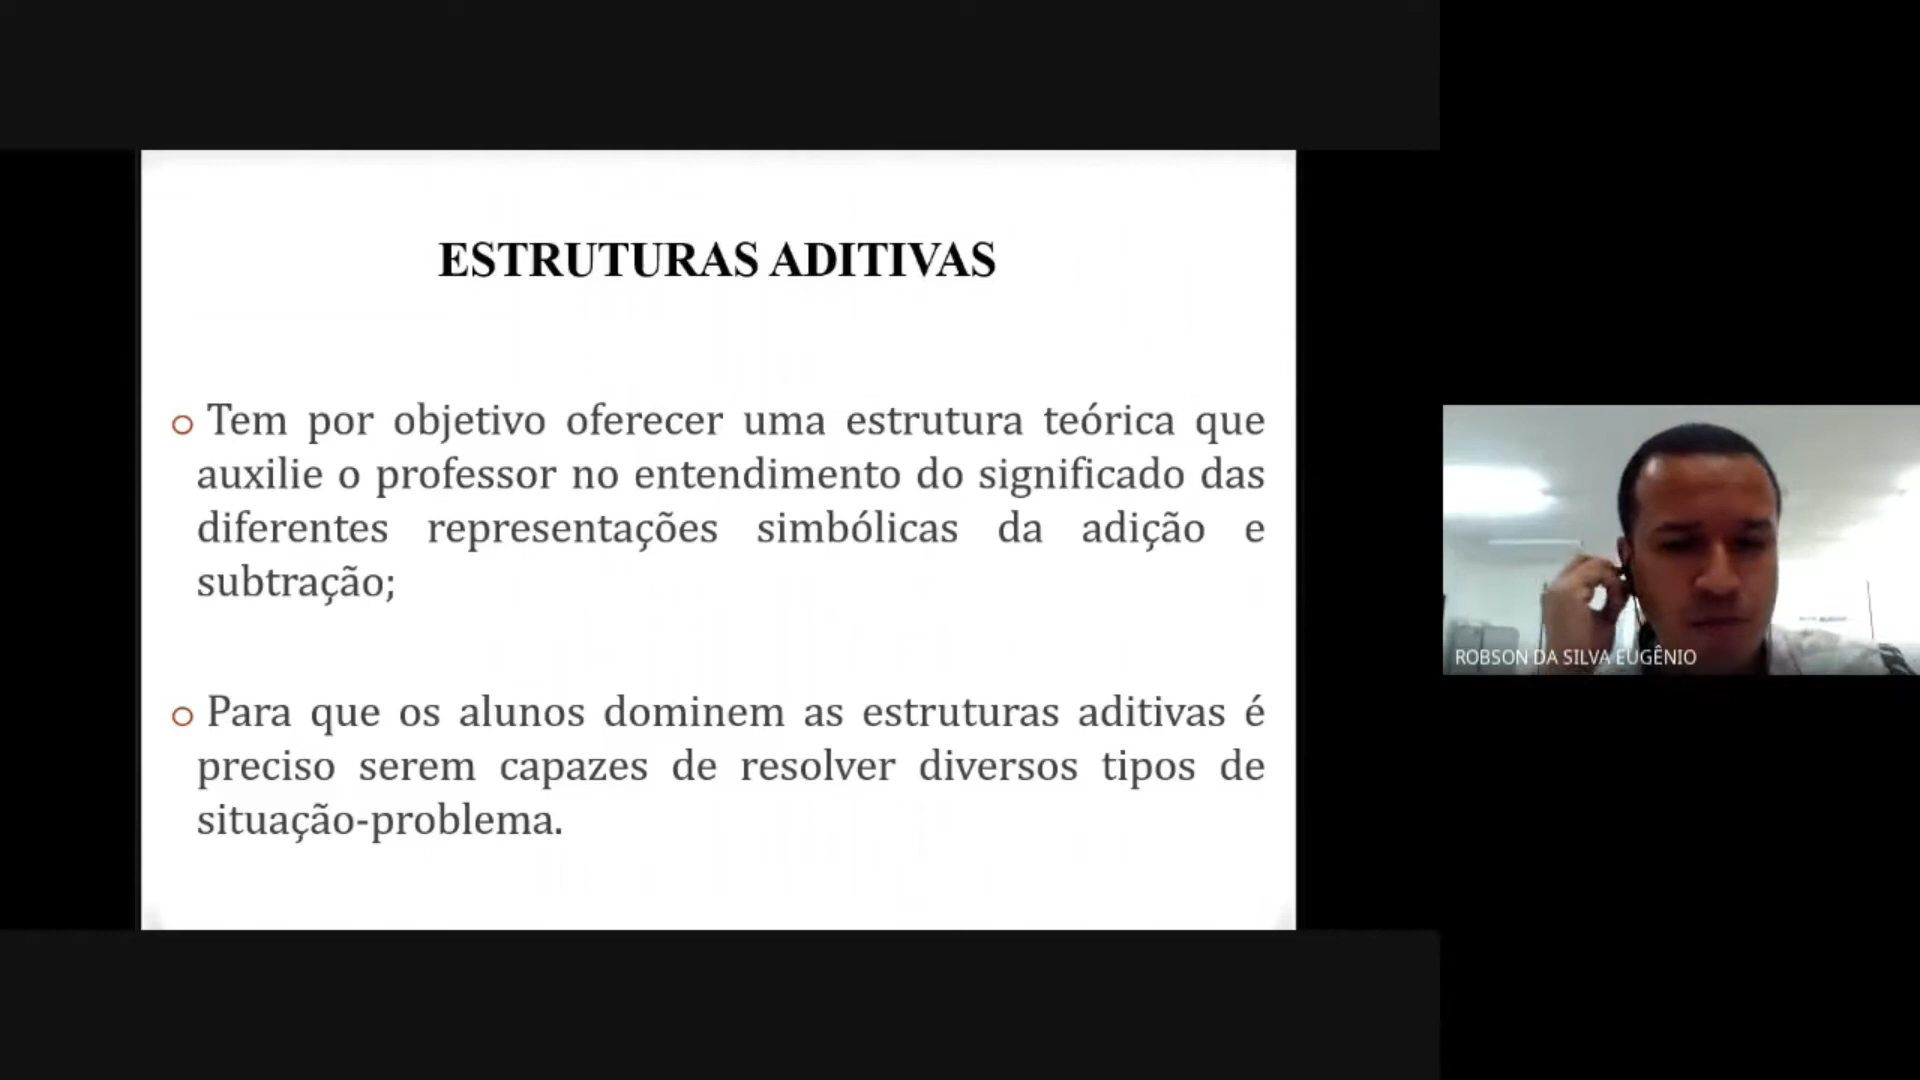 ESTRUTURAS ADITIVAS
o Tem por objetivo oferecer uma estrutura teórica que
auxilie o professor no entendimento do significado das
diferentes representações simbólicas da adição e
subtração;
o Para que os alunos dominem as estruturas aditivas é
preciso serem capazes de resolver diversos tipos de
situação-problema.
ROBSON DA SILVA EUGÊNIO